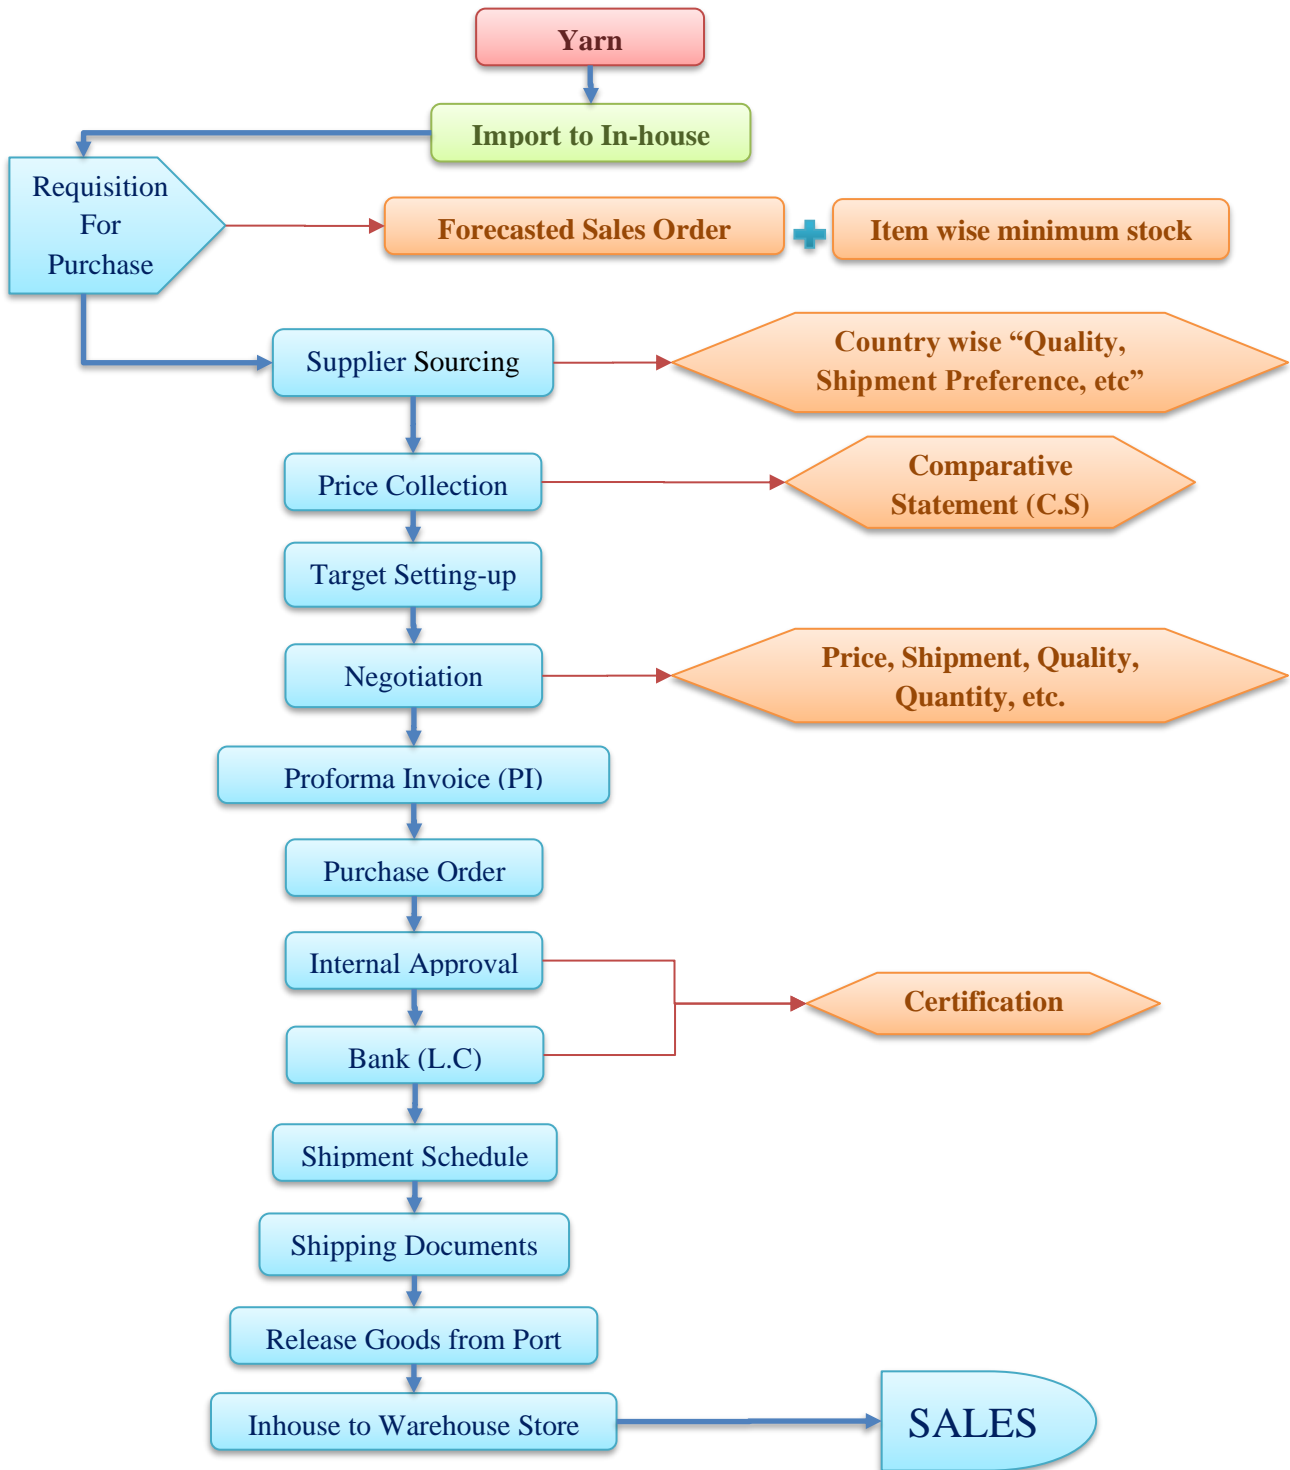 Yarn
Import to In-house
Requisition
For
Purchase
Forecasted Sales Order
Item wise minimum stock
Supplier Sourcing
Country wise “Quality,
Shipment Preference, etc”
Price Collection
Comparative
Statement (C.S)
Target Setting-up
Negotiation
Price, Shipment, Quality,
Quantity, etc.
Proforma Invoice (PI)
Purchase Order
Internal Approval
Certification
Bank (L.C)
Shipment Schedule
Shipping Documents
Release Goods from Port
Inhouse to Warehouse Store
SALES